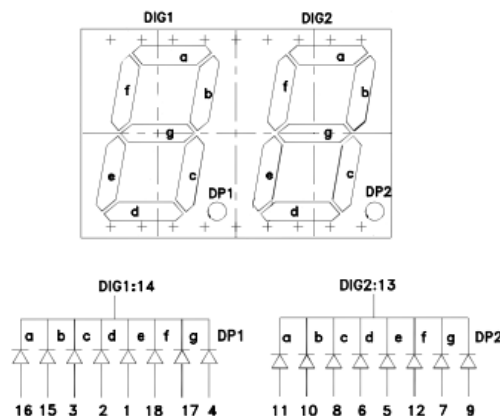 DIG1 DIG2
a a
f b f b
g g
e c e c
d DP1 d DP2
DIG1:14 DIG2:13
a b c d e f g DP1 a b c d e f g DP2
16 15 3 2 1 18 17 4 11 10 8 6 5 12 7 9